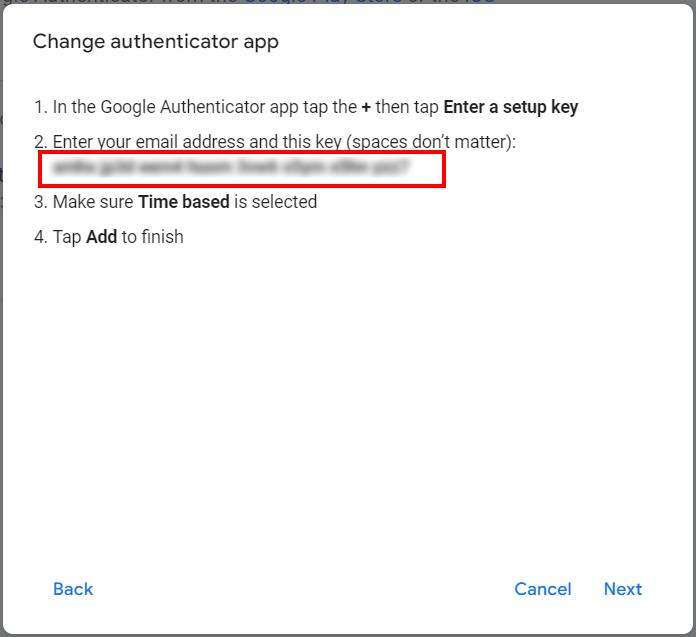 Change authenticator app
1. In the Google Authenticator app tap the + then tap Enter a setup key
2. Enter your email address and this key (spaces don't matter):
3. Make sure Time based is selected
4. Tap Add to finish
Back Cancel Next